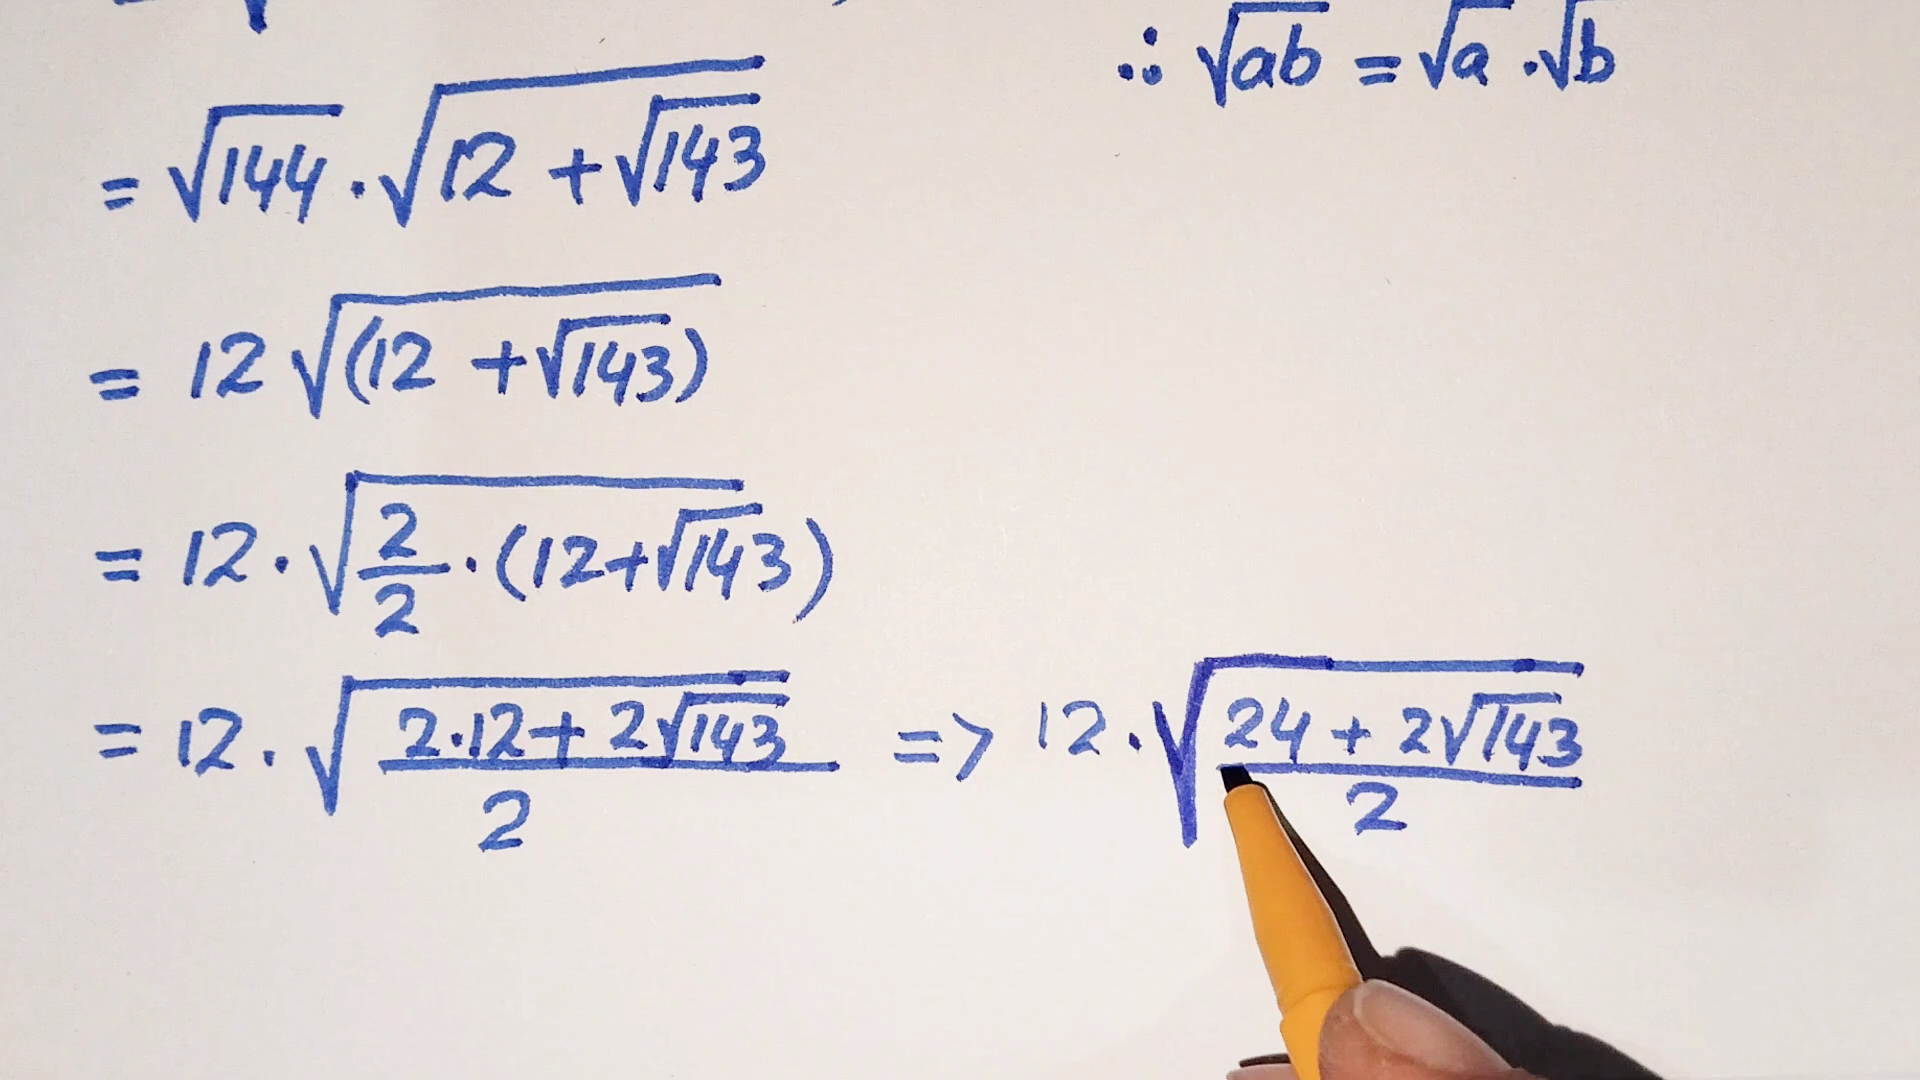 ∴ √ab = √a . √b
= √144 . √(12 + √143)
= 12 √((12 + √143))
= 12 . √(2/2 . (12 + √143))
= 12 . √((2.12 + 2√143)/2) => 12 . √((24 + 2√143)/2)